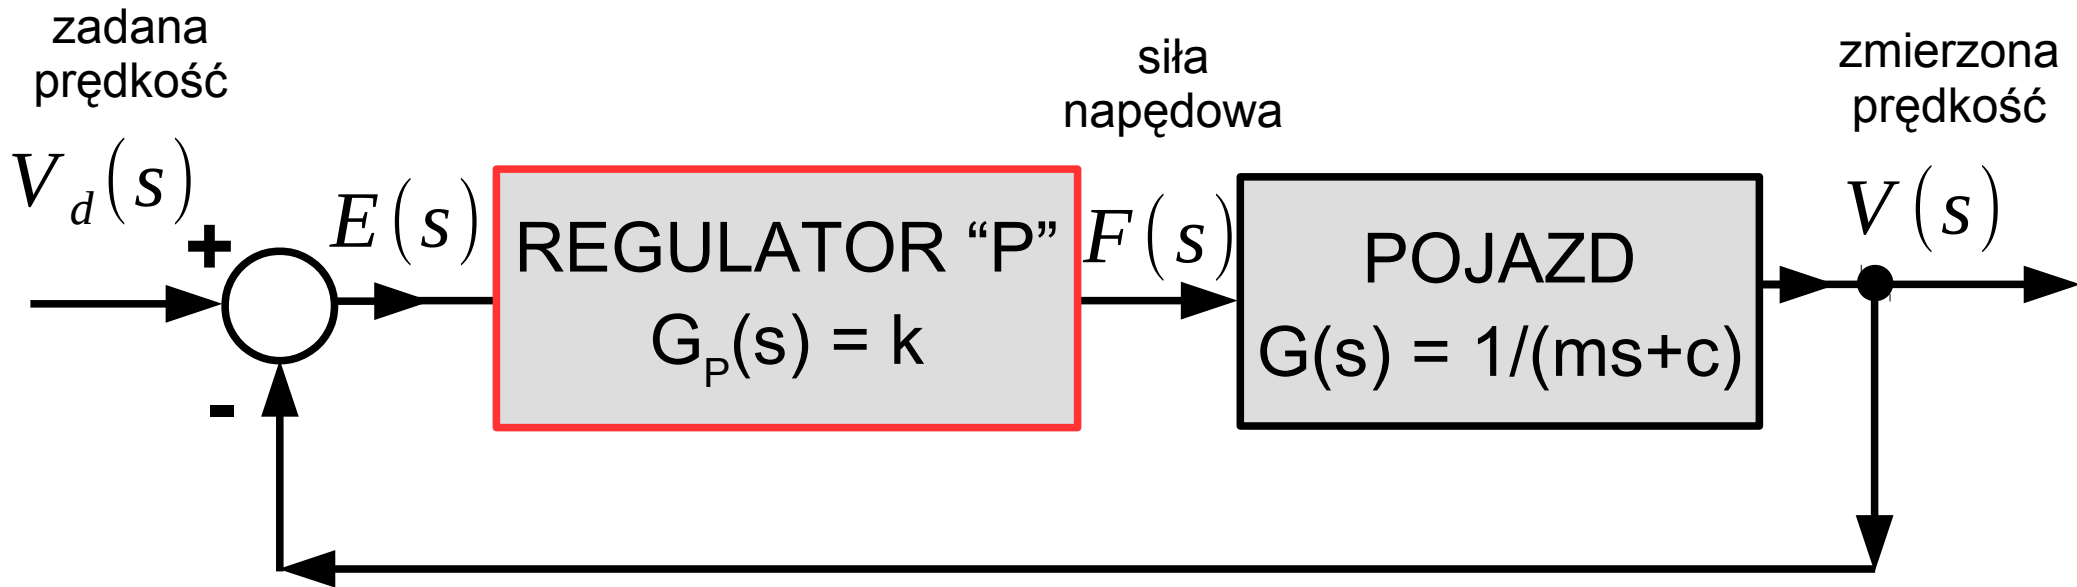 zadana
prędkość
V_d(s)
+
-
E(s)
REGULATOR “P”
G_P(s) = k
siła
napędowa
F(s)
POJAZD
G(s) = 1/(ms+c)
zmierzona
prędkość
V(s)